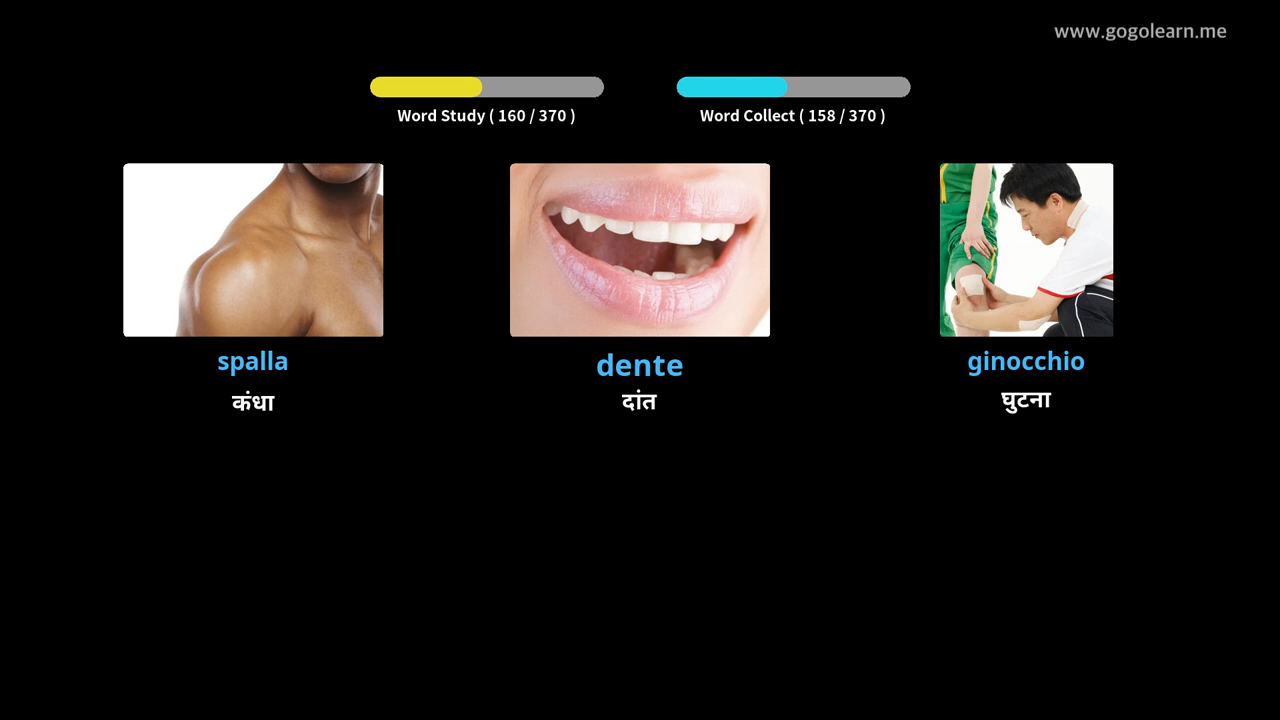 www.gogolearn.me
Word Study ( 160 / 370 )
Word Collect ( 158 / 370 )
spalla
कंधा
dente
दांत
ginocchio
घुटना